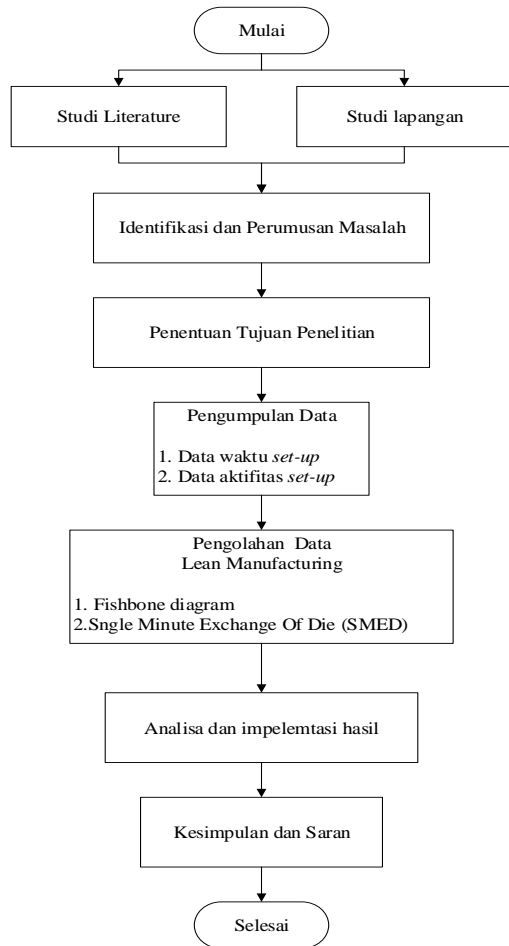 Mulai
Studi Literature
Studi lapangan
Identifikasi dan Perumusan Masalah
Penentuan Tujuan Penelitian
Pengumpulan Data
1. Data waktu set-up
2. Data aktifitas set-up
Pengolahan Data
Lean Manufacturing
1. Fishbone diagram
2.Sngle Minute Exchange Of Die (SMED)
Analisa dan impelemtasi hasil
Kesimpulan dan Saran
Selesai